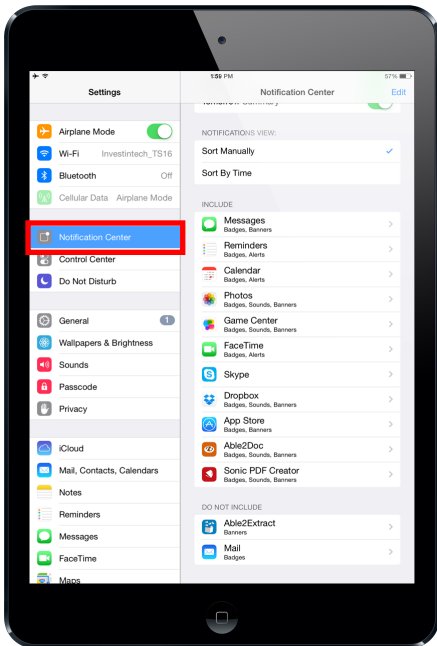 1:59 PM
57%
Settings
Notification Center
Edit
Tomorrow Summary
Airplane Mode
Wi-Fi
Investintech_TS16
Bluetooth
Off
Cellular Data
Airplane Mode
Notification Center
Control Center
Do Not Disturb
General
1
Wallpapers & Brightness
Sounds
Passcode
Privacy
iCloud
Mail, Contacts, Calendars
Notes
Reminders
Messages
FaceTime
Maps
NOTIFICATIONS VIEW:
Sort Manually
Sort By Time
INCLUDE
Messages
Badges, Banners
Reminders
Badges, Alerts
Calendar
Badges, Alerts
Photos
Badges, Sounds, Banners
Game Center
Badges, Sounds, Banners
FaceTime
Badges, Alerts
Skype
Dropbox
Badges, Sounds, Banners
App Store
Badges, Banners
Able2Doc
Badges, Sounds, Banners
Sonic PDF Creator
Badges, Sounds, Banners
DO NOT INCLUDE
Able2Extract
Banners
Mail
Badges